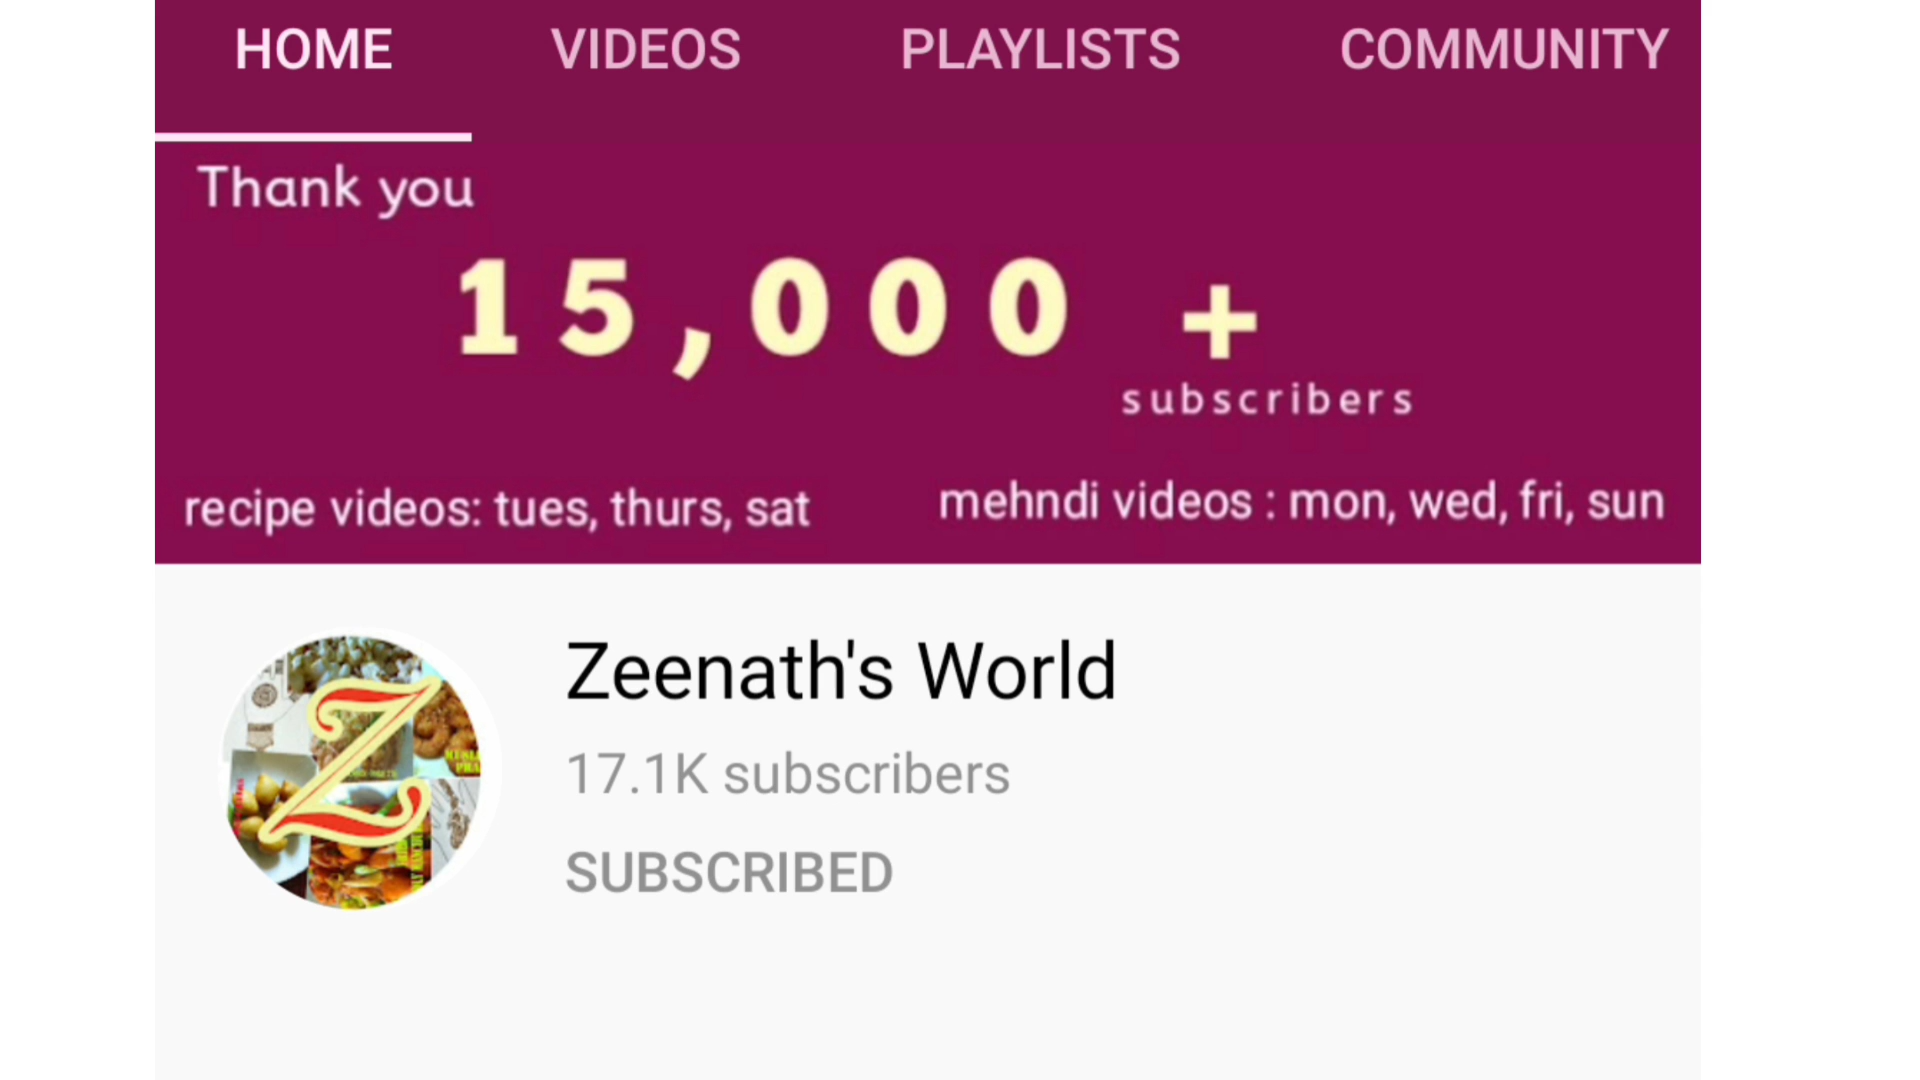 HOME VIDEOS PLAYLISTS COMMUNITY
Thank you
15,000 +
subscribers
recipe videos: tues, thurs, sat
mehndi videos : mon, wed, fri, sun
Z
Zeenath's World
17.1K subscribers
SUBSCRIBED